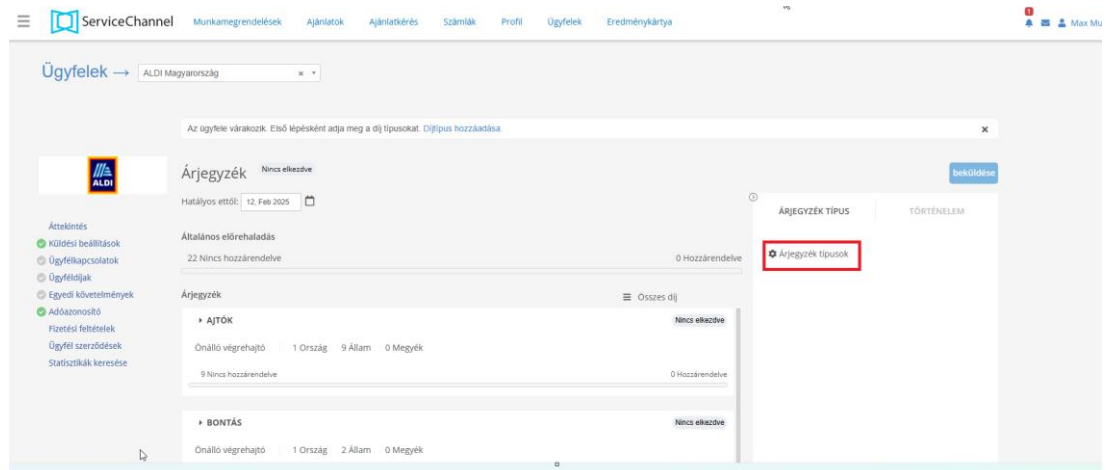 ServiceChannel Munkamegrendelések Ajánlatok Ajánlatkérés Számlák Profil Ügyfelek Eredménykártya 1 Max Mu
Ügyfelek → ALDI Magyarország × ▾
Az ügyfele várakozik. Első lépésként adja meg a díj típusokat. Díjtípus hozzáadása ×
ALDI
Árjegyzék Nincs elkezdve beküldése
Hatályos ettől: 12, Feb 2025
ÁRJEGYZÉK TÍPUS TÖRTÉNELEM
Áttekintés
Küldési beállítások
Ügyfélkapcsolatok
Ügyféldíjak
Egyedi követelmények
Adóazonosító
Fizetési feltételek
Ügyfél szerződések
Statisztikák keresése
Általános előrehaladás
22 Nincs hozzárendelve 0 Hozzárendelve
Árjegyzék típusok
Árjegyzék Összes díj
AJTÓK Nincs elkezdve
Önálló végrehajtó 1 Ország 9 Állam 0 Megyék
9 Nincs hozzárendelve 0 Hozzárendelve
BONTÁS Nincs elkezdve
Önálló végrehajtó 1 Ország 2 Állam 0 Megyék